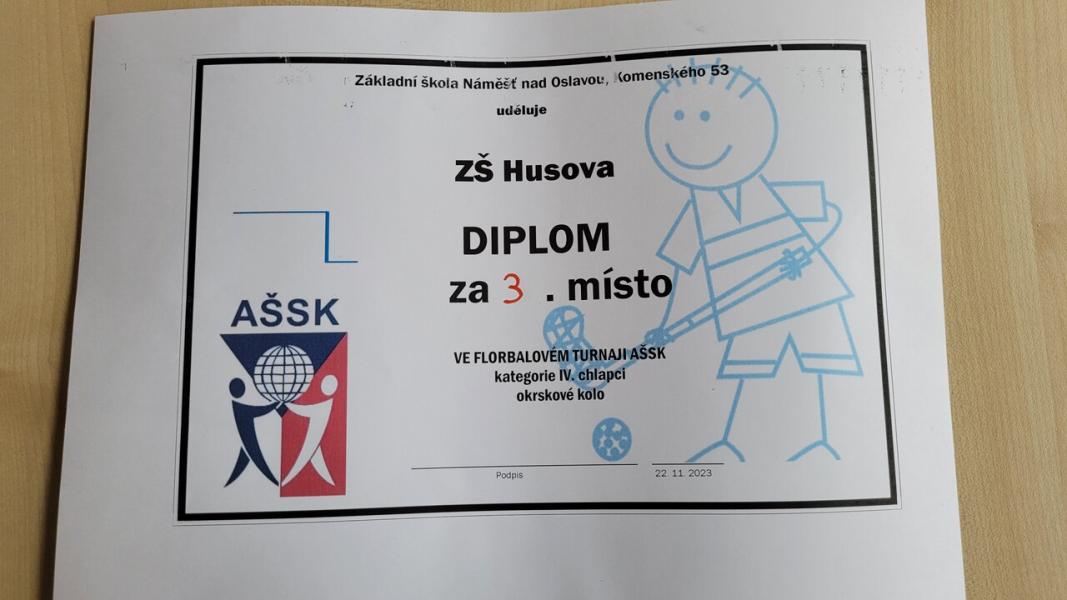 Základní škola Náměšť nad Oslavou, Komenského 53
uděluje
ZŠ Husova
DIPLOM
za 3 . místo
AŠSK
VE FLORBALOVÉM TURNAJI AŠSK
kategorie IV. chlapci
okrskové kolo
Podpis
22. 11. 2023